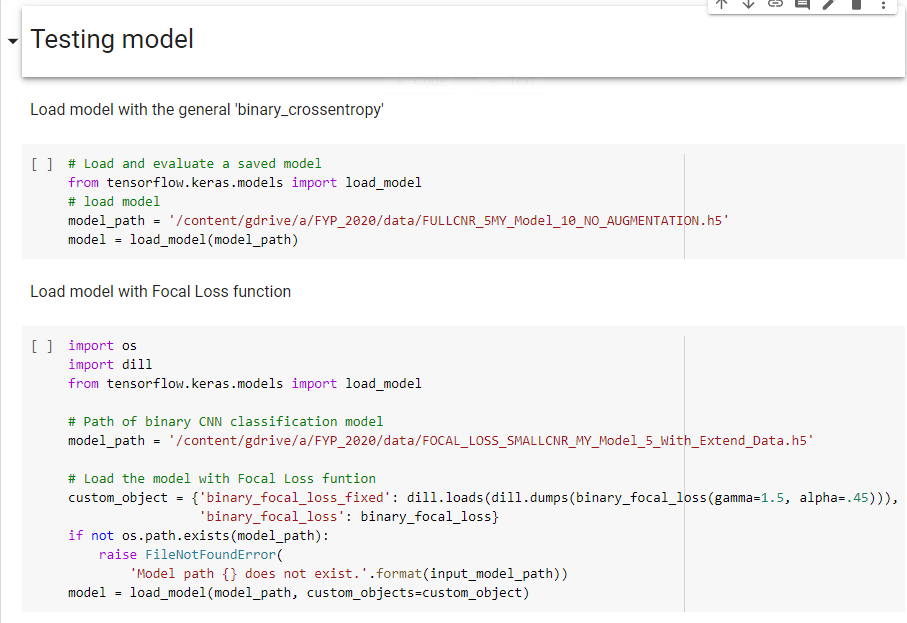 Testing model
Load model with the general 'binary_crossentropy'
[ ] # Load and evaluate a saved model
from tensorflow.keras.models import load_model
# load model
model_path = '/content/gdrive/a/FYP_2020/data/FULLCNR_5MY_Model_10_NO_AUGMENTATION.h5'
model = load_model(model_path)
Load model with Focal Loss function
[ ] import os
import dill
from tensorflow.keras.models import load_model
# Path of binary CNN classification model
model_path = '/content/gdrive/a/FYP_2020/data/FOCAL_LOSS_SMALLCNR_MY_Model_5_With_Extend_Data.h5'
# Load the model with Focal Loss funtion
custom_object = {'binary_focal_loss_fixed': dill.loads(dill.dumps(binary_focal_loss(gamma=1.5, alpha=.45))),
'binary_focal_loss': binary_focal_loss}
if not os.path.exists(model_path):
raise FileNotFoundError(
'Model path {} does not exist.'.format(input_model_path))
model = load_model(model_path, custom_objects=custom_object)